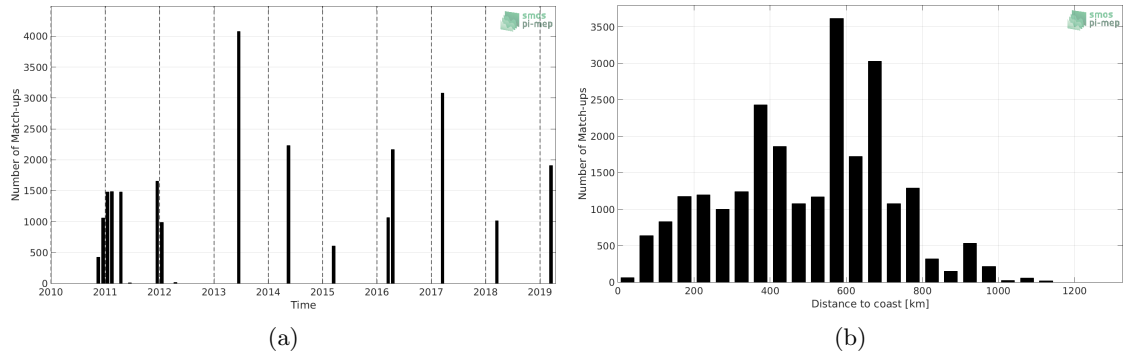 smos
pi-mep
4000
3500
3000
2500
2000
1500
1000
500
0
Number of Match-ups
2010 2011 2012 2013 2014 2015 2016 2017 2018 2019
Time
(a)
smos
pi-mep
3500
3000
2500
2000
1500
1000
500
0
Number of Match-ups
0 200 400 600 800 1000 1200
Distance to coast [km]
(b)